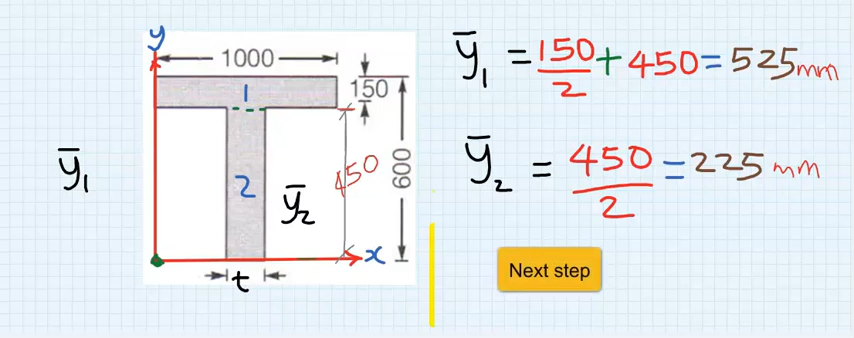 y
1000
1
150
450
600
2
ȳ₁
ȳ₂
x
t
ȳ₁ = 150/2 + 450 = 525 mm
ȳ₂ = 450/2 = 225 mm
Next step